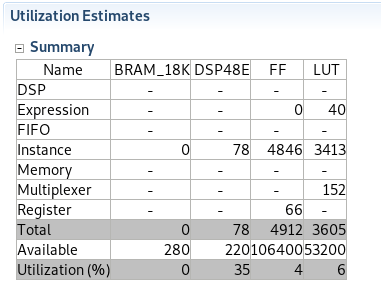 Utilization Estimates
Summary
Name BRAM_18K DSP48E FF LUT
DSP - - - -
Expression - - 0 40
FIFO - - - -
Instance 0 78 4846 3413
Memory - - - -
Multiplexer - - - 152
Register - - 66 -
Total 0 78 4912 3605
Available 280 220 106400 53200
Utilization (%) 0 35 4 6